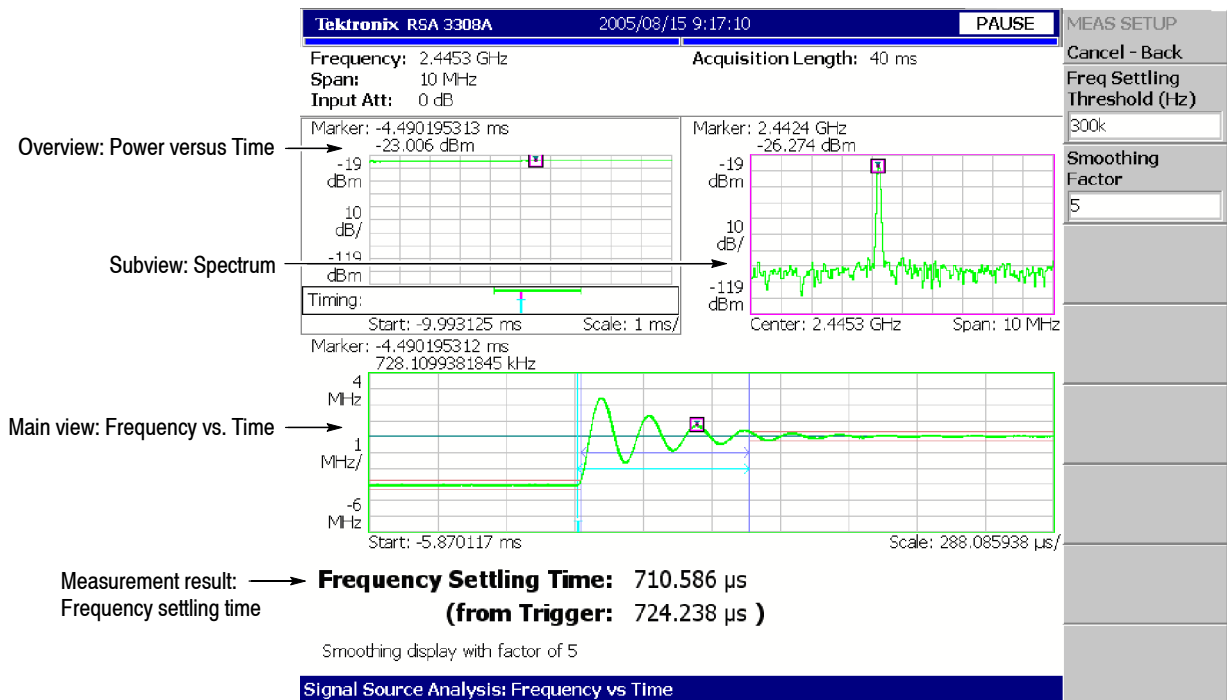 Tektronix RSA 3308A 2005/08/15 9:17:10 PAUSE
MEAS SETUP
Cancel - Back
Frequency: 2.4453 GHz
Span: 10 MHz
Input Att: 0 dB
Acquisition Length: 40 ms
Freq Settling
Threshold (Hz)
300k
Smoothing
Factor
5
Overview: Power versus Time
Marker: -4.490195313 ms
-23.006 dBm
-19
dBm
10
dB/
-119
dBm
Timing:
Start: -9.993125 ms Scale: 1 ms/
Subview: Spectrum
Marker: 2.4424 GHz
-26.274 dBm
-19
dBm
10
dB/
-119
dBm
Center: 2.4453 GHz Span: 10 MHz
Main view: Frequency vs. Time
Marker: -4.490195312 ms
728.1099381845 kHz
4
MHz
1
MHz/
-6
MHz
Start: -5.870117 ms Scale: 288.085938 µs/
Measurement result:
Frequency settling time
Frequency Settling Time: 710.586 µs
(from Trigger: 724.238 µs )
Smoothing display with factor of 5
Signal Source Analysis: Frequency vs Time